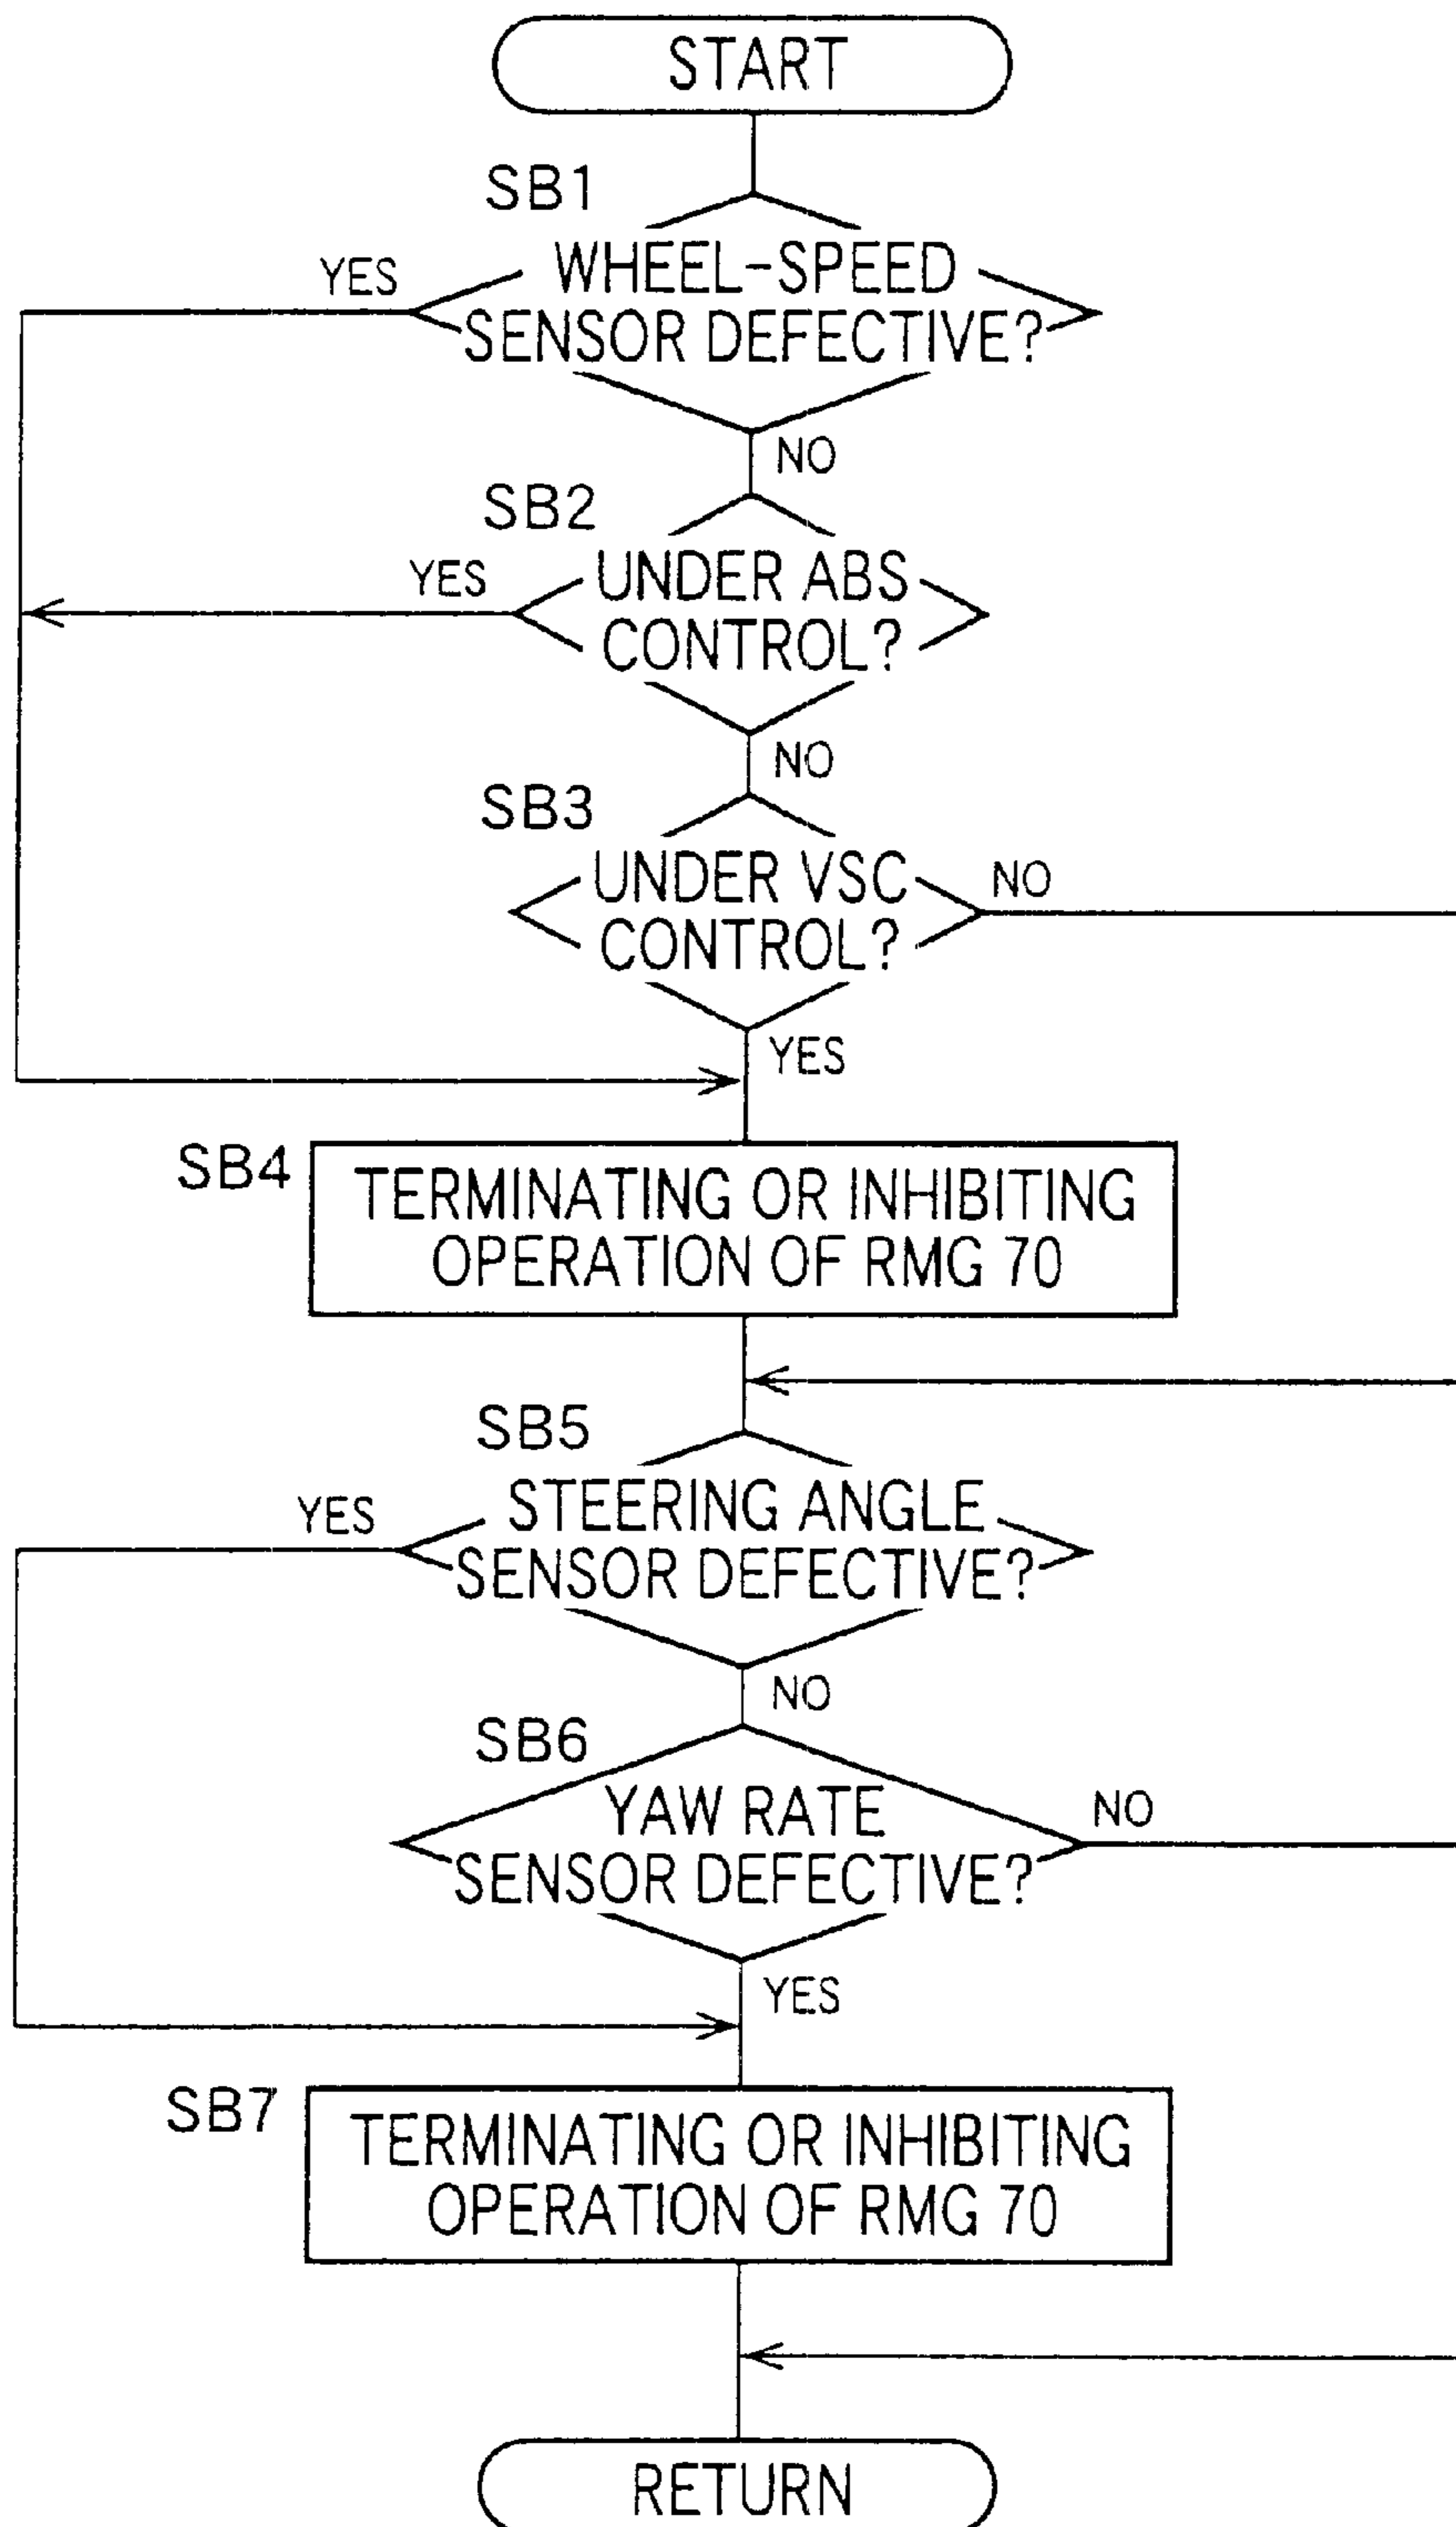 START
SB1
WHEEL-SPEED
YES
SENSOR DEFECTIVE?
NO
SB2
UNDER ABS
YES
CONTROL?
NO
SB3
UNDER VSC
NO
CONTROL?
YES
SB4
TERMINATING OR INHIBITING
OPERATION OF RMG 70
SB5
STEERING ANGLE
YES
SENSOR DEFECTIVE?
NO
SB6
YAW RATE
NO
SENSOR DEFECTIVE?
YES
SB7
TERMINATING OR INHIBITING
OPERATION OF RMG 70
RETURN